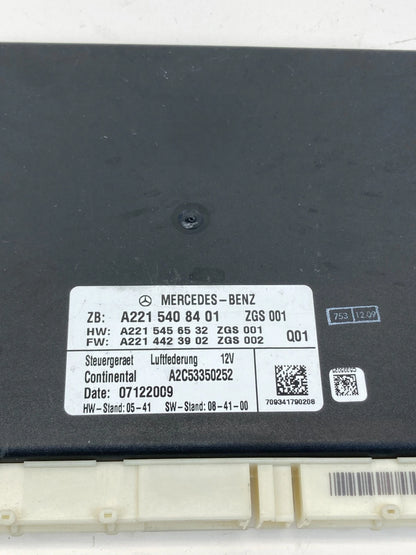 MERCEDES-BENZ
ZB: A221 540 84 01 ZGS 001
HW: A221 545 65 32 ZGS 001
FW: A221 442 39 02 ZGS 002 Q01
Steuergeraet Luftfederung 12V
Continental A2C53350252
Date: 07122009
HW-Stand: 05-41 SW-Stand: 08-41-00
709341790208
753 12.09